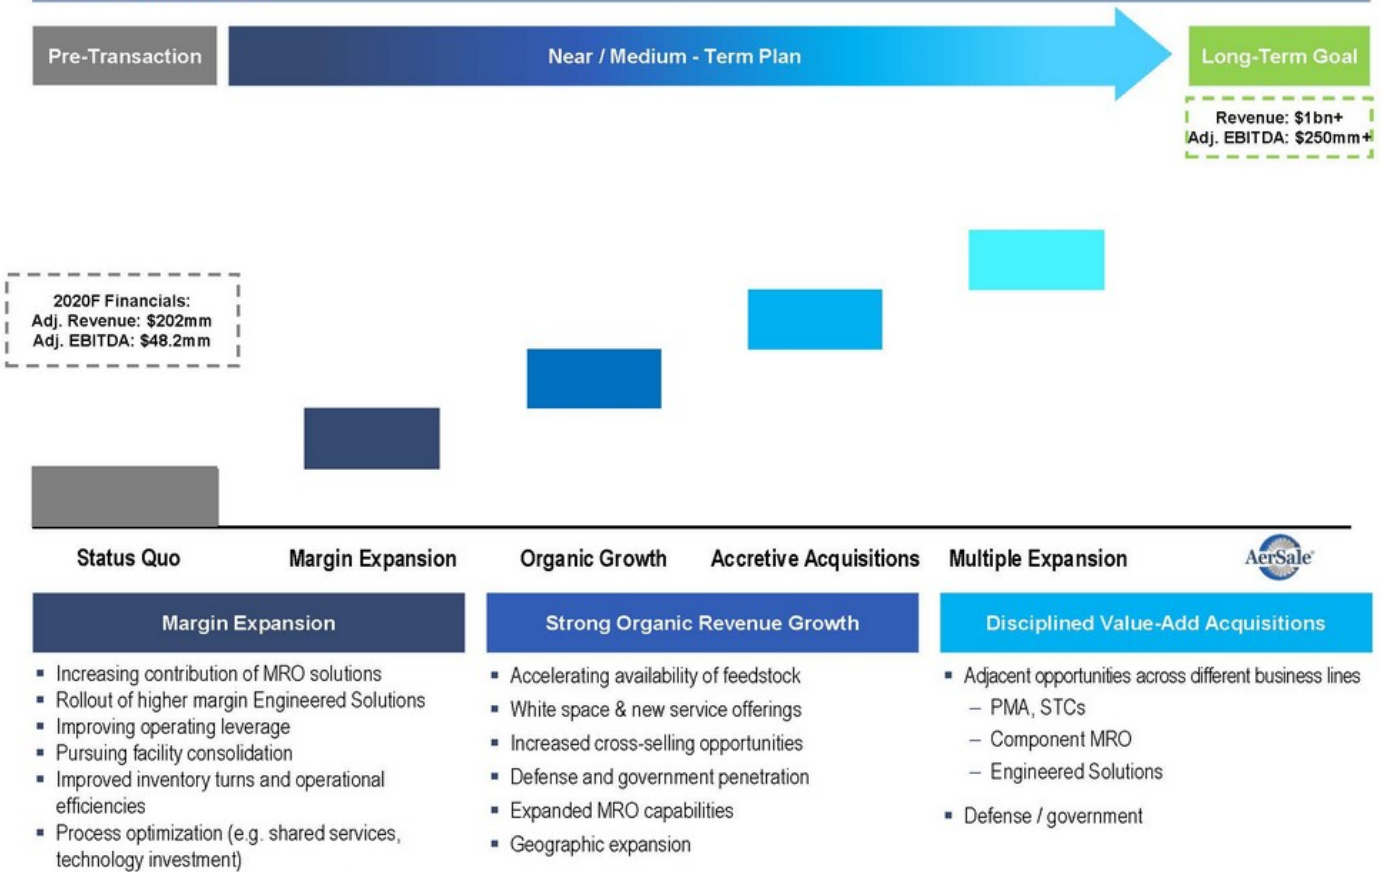 Pre-Transaction
Near / Medium - Term Plan
Long-Term Goal
Revenue: $1bn+
Adj. EBITDA: $250mm+
2020F Financials:
Adj. Revenue: $202mm
Adj. EBITDA: $48.2mm
Status Quo
Margin Expansion
Organic Growth
Accretive Acquisitions
Multiple Expansion
AerSale
Margin Expansion
▪ Increasing contribution of MRO solutions
▪ Rollout of higher margin Engineered Solutions
▪ Improving operating leverage
▪ Pursuing facility consolidation
▪ Improved inventory turns and operational
efficiencies
▪ Process optimization (e.g. shared services,
technology investment)
Strong Organic Revenue Growth
▪ Accelerating availability of feedstock
▪ White space & new service offerings
▪ Increased cross-selling opportunities
▪ Defense and government penetration
▪ Expanded MRO capabilities
▪ Geographic expansion
Disciplined Value-Add Acquisitions
▪ Adjacent opportunities across different business lines
– PMA, STCs
– Component MRO
– Engineered Solutions
▪ Defense / government